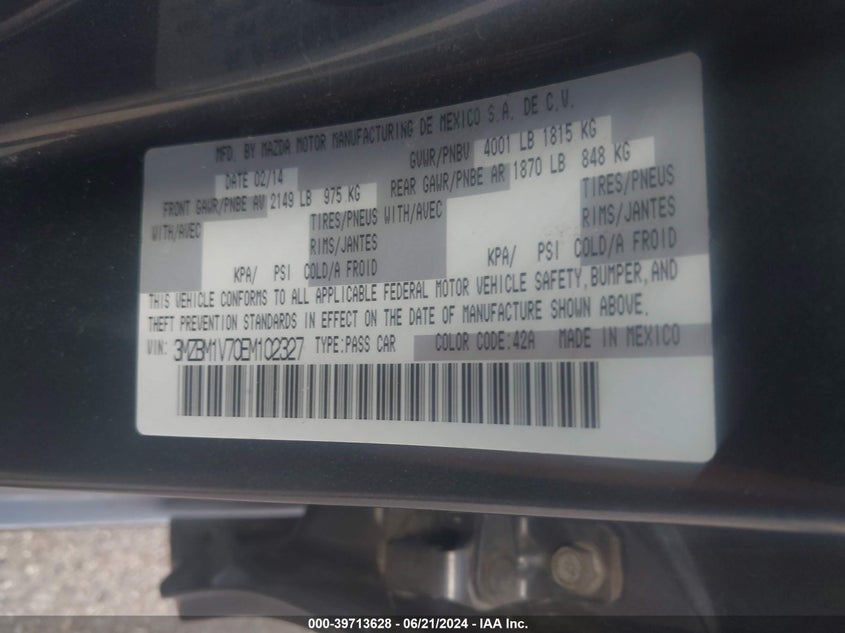 MFD. BY MAZDA MOTOR MANUFACTURING DE MEXICO S.A. DE C.V.
DATE 02/14 GVWR/PNBV 4001 LB 1815 KG
FRONT GAWR/PNBE AV 2149 LB 975 KG REAR GAWR/PNBE AR 1870 LB 848 KG
WITH/AVEC TIRES/PNEUS WITH/AVEC TIRES/PNEUS
RIMS/JANTES RIMS/JANTES
KPA/ PSI COLD/A FROID KPA/ PSI COLD/A FROID
THIS VEHICLE CONFORMS TO ALL APPLICABLE FEDERAL MOTOR VEHICLE SAFETY, BUMPER, AND
THEFT PREVENTION STANDARDS IN EFFECT ON THE DATE OF MANUFACTURE SHOWN ABOVE.
VIN: 3MZBM1V70EM102327 TYPE:PASS CAR COLOR CODE:42A MADE IN MEXICO
000-39713628 - 06/21/2024 - IAA Inc.